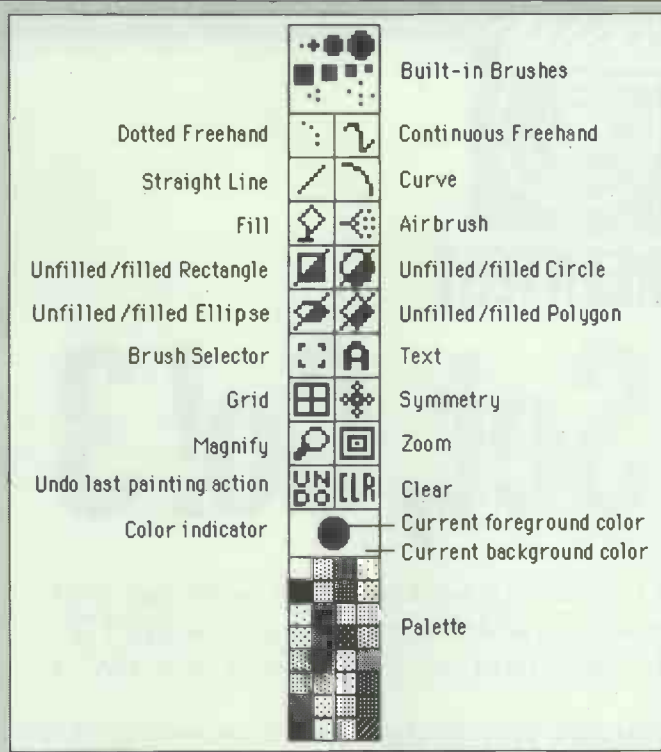 Built-in Brushes
Dotted Freehand
Continuous Freehand
Straight Line
Curve
Fill
Airbrush
Unfilled/filled Rectangle
Unfilled/filled Circle
Unfilled/filled Ellipse
Unfilled/filled Polygon
Brush Selector
A
Text
Grid
Symmetry
Magnify
Zoom
Undo last painting action
UN
DO
CLR
Clear
Color indicator
Current foreground color
Current background color
Palette